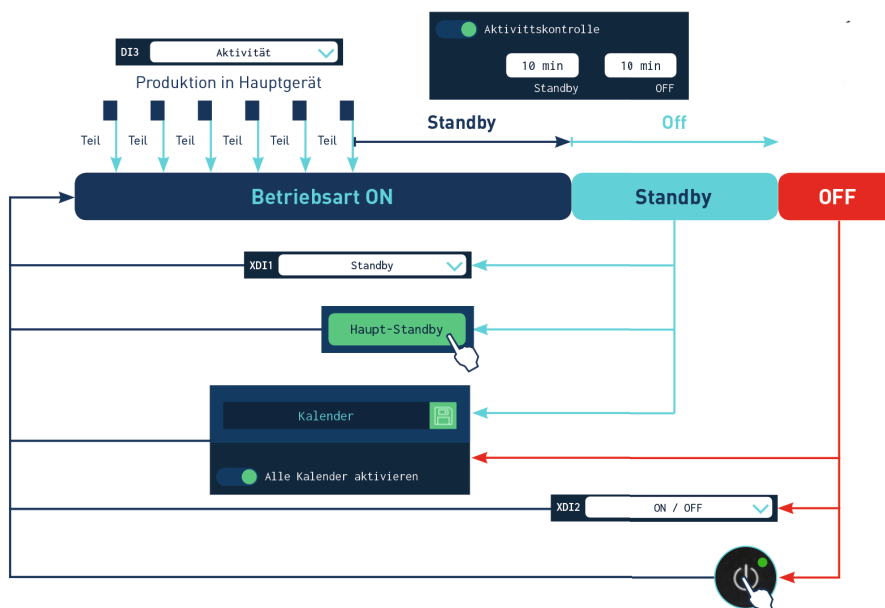 Aktivittskontrolle
DI3 Aktivität
10 min 10 min
Standby OFF
Produktion in Hauptgerät
Standby Off
Teil Teil Teil Teil Teil Teil
Betriebsart ON Standby OFF
XDI1 Standby
Haupt-Standby
Kalender
Alle Kalender aktivieren
XDI2 ON / OFF